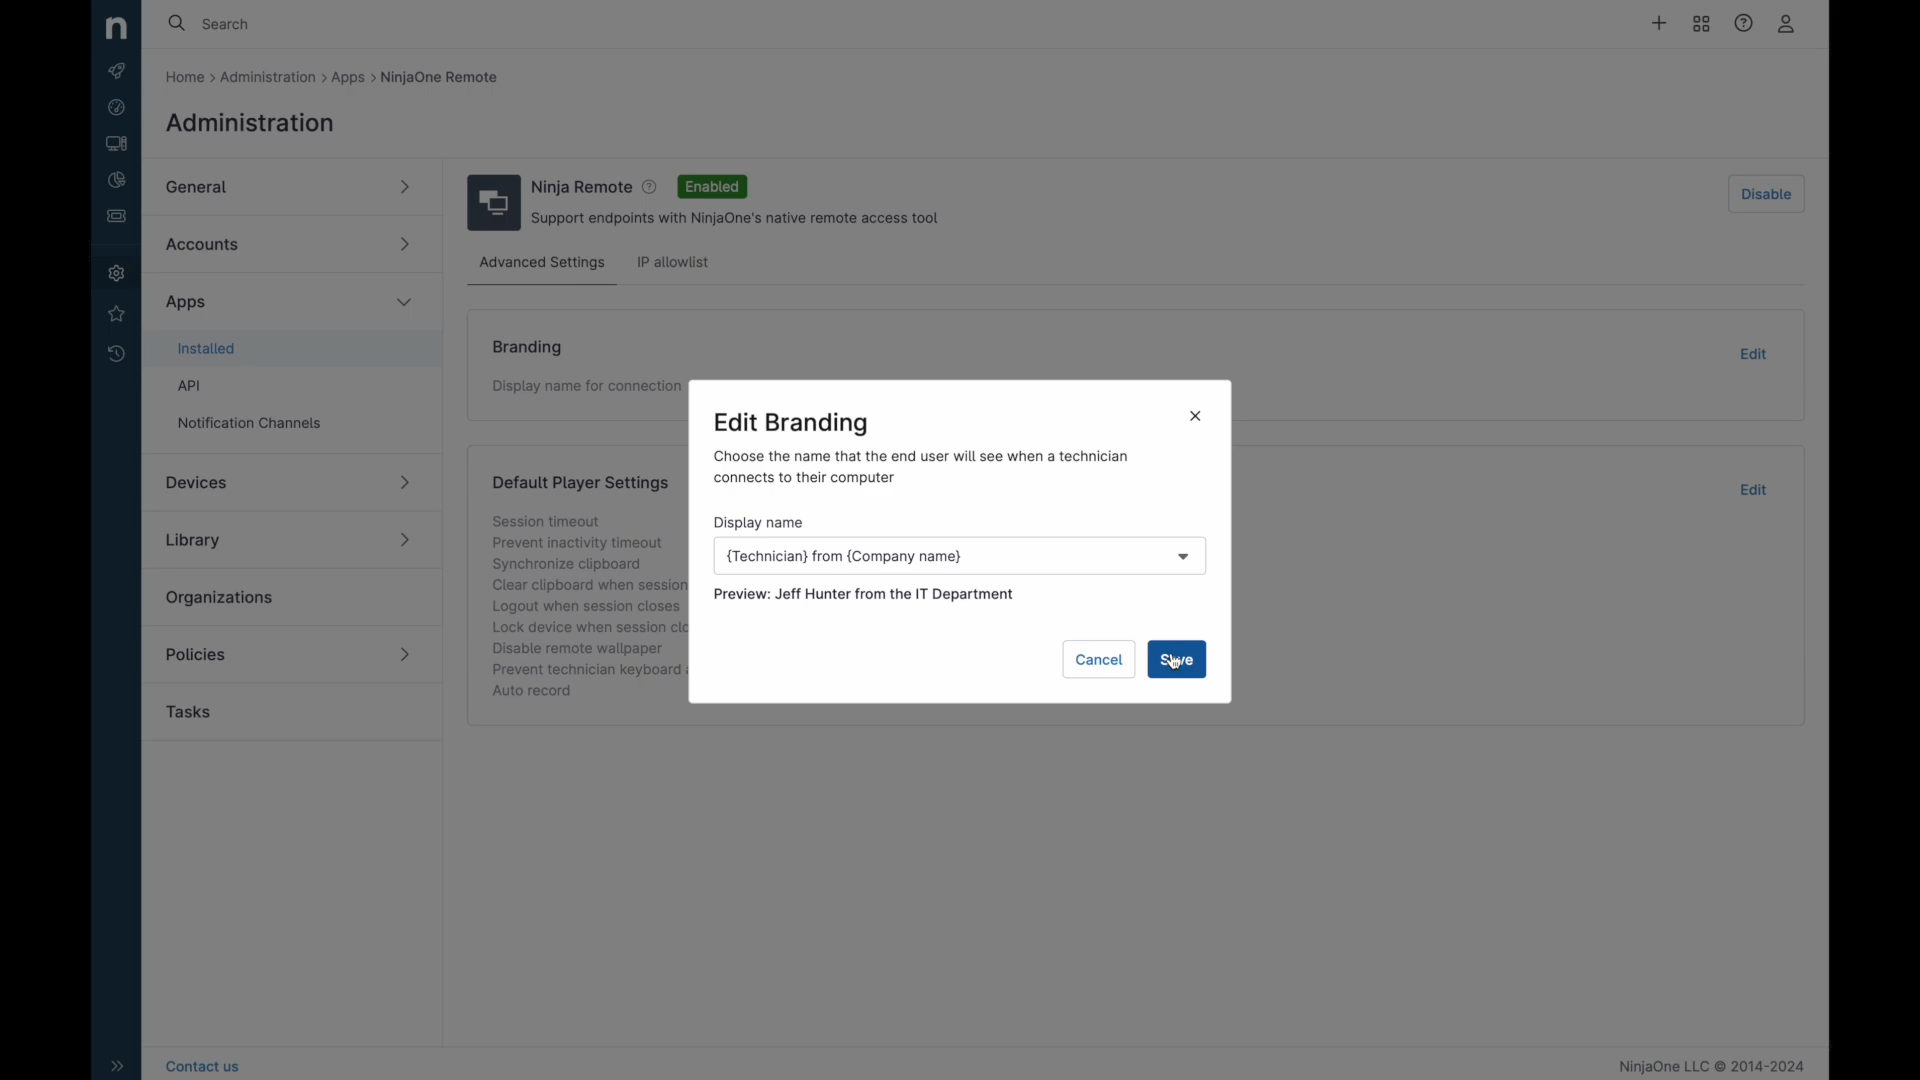 n
Search
Home > Administration > Apps > NinjaOne Remote
Administration
General
Accounts
Apps
Installed
API
Notification Channels
Devices
Library
Organizations
Policies
Tasks
Ninja Remote
Enabled
Support endpoints with NinjaOne's native remote access tool
Disable
Advanced Settings
IP allowlist
Branding
Edit
Display name for connection
Default Player Settings
Edit
Session timeout
Prevent inactivity timeout
Synchronize clipboard
Clear clipboard when session
Logout when session closes
Lock device when session
Disable remote wallpaper
Prevent technician keyboard
Auto record
Edit Branding
Choose the name that the end user will see when a technician
connects to their computer
Display name
{Technician} from {Company name}
Preview: Jeff Hunter from the IT Department
Cancel
Save
Contact us
NinjaOne LLC © 2014-2024